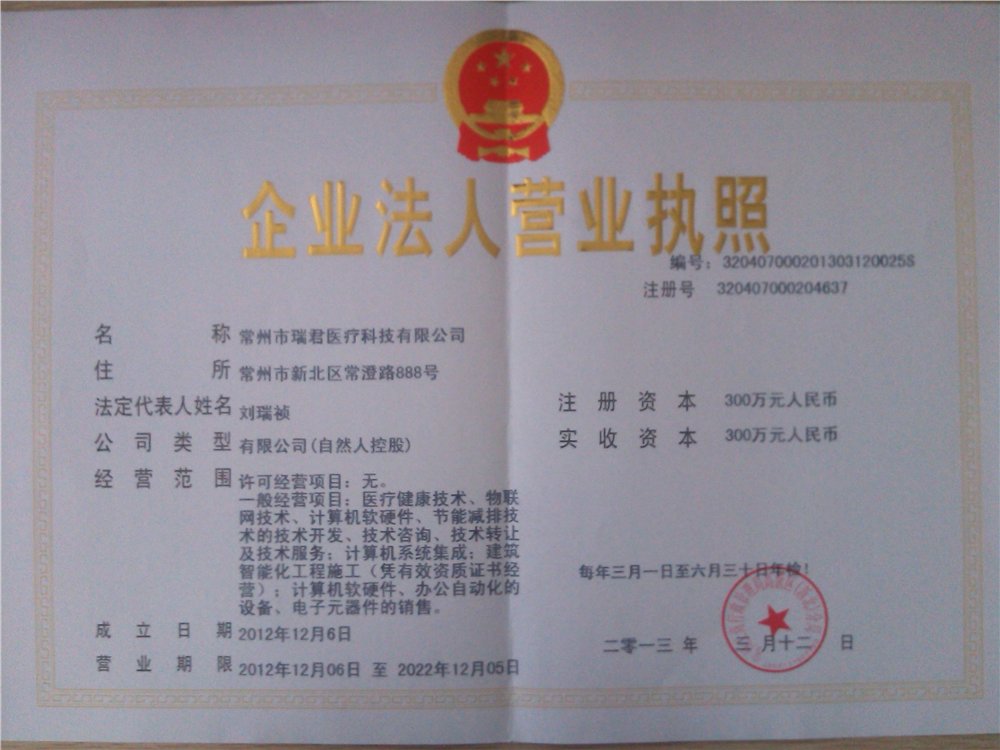 企业法人营业执照
编号：320407000201303120025S
注册号 320407000204637
名称 常州市瑞君医疗科技有限公司
住所 常州市新北区常澄路888号
法定代表人姓名 刘瑞祯
注册资本 300万元人民币
公司类型 有限公司(自然人控股)
实收资本 300万元人民币
经营范围 许可经营项目：无。
一般经营项目：医疗健康技术、物联
网技术、计算机软硬件、节能减排技
术的技术开发、技术咨询、技术转让
及技术服务；计算机系统集成；建筑
智能化工程施工（凭有效资质证书经
营）；计算机软硬件、办公自动化的
设备、电子元器件的销售。
每年三月一日至六月三十日年检！
成立日期 2012年12月6日
二零一三 年 三 月十二 日
营业期限 2012年12月06日 至 2022年12月05日